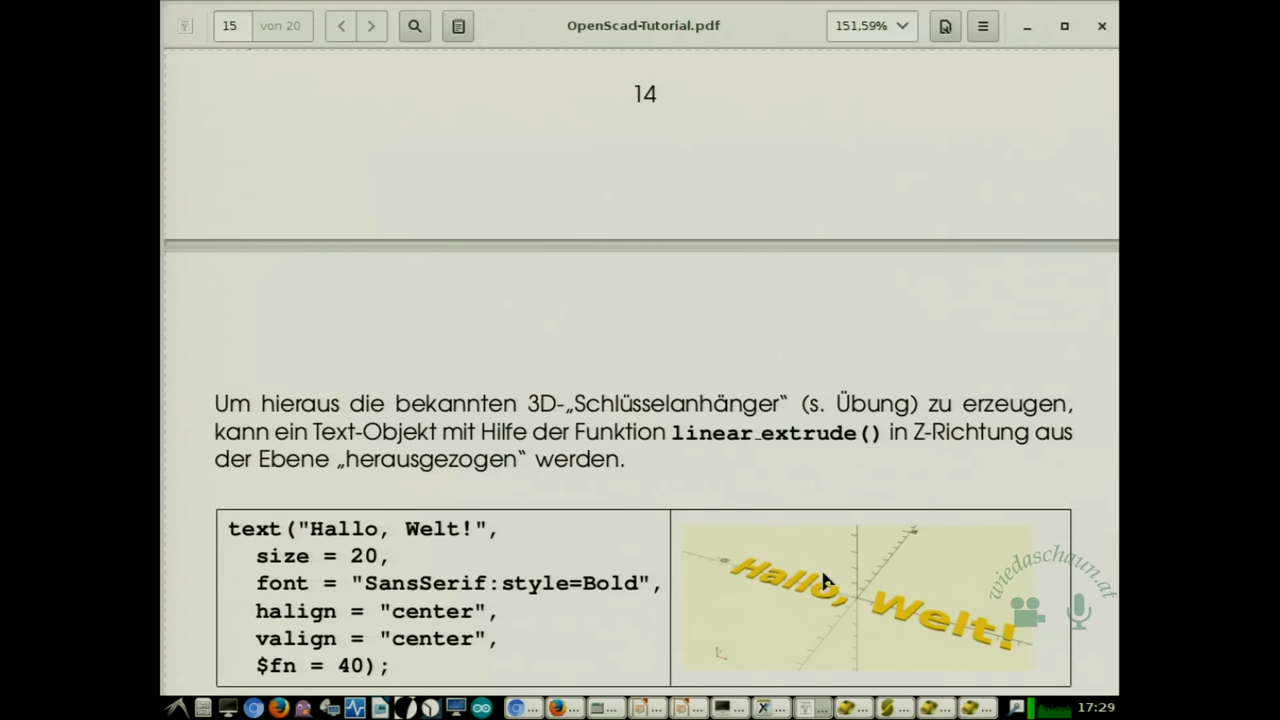 15
von 20
OpenScad-Tutorial.pdf
151,59%
14
Um hieraus die bekannten 3D-„Schlüsselanhänger“ (s. Übung) zu erzeugen,
kann ein Text-Objekt mit Hilfe der Funktion linear_extrude() in Z-Richtung aus
der Ebene „herausgezogen“ werden.
text("Hallo, Welt!",
size = 20,
font = "SansSerif:style=Bold",
halign = "center",
valign = "center",
$fn = 40);
Hallo, Welt!
wiedaschaun.at
17:29